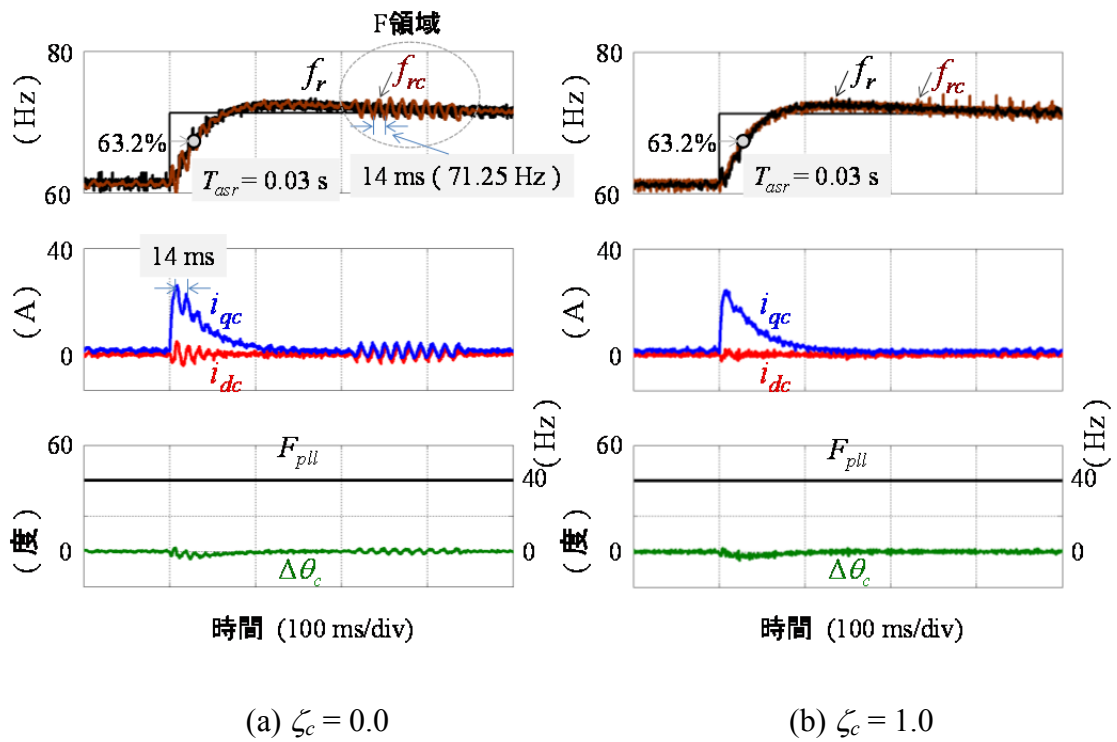 F領域
80
(Hz)
60
f_r
f_rc
63.2%
T_asr = 0.03 s
14 ms ( 71.25 Hz )
40
(A)
0
14 ms
i_qc
i_dc
60
(度)
0
F_pll
Δθ_c
(Hz)
40
0
時間 (100 ms/div)
(a) ζ_c = 0.0
80
(Hz)
60
f_r
f_rc
63.2%
T_asr = 0.03 s
40
(A)
0
i_qc
i_dc
60
(度)
0
F_pll
Δθ_c
(Hz)
40
0
時間 (100 ms/div)
(b) ζ_c = 1.0